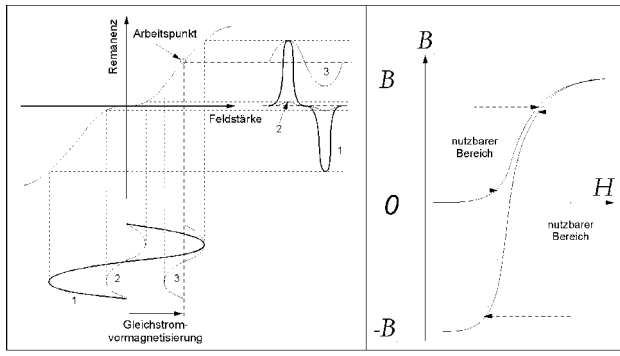 Remanenz
Arbeitspunkt
Feldstärke
3
2
1
1
2
3
Gleichstrom-
vormagnetisierung
B
B
nutzbarer
Bereich
0
H
nutzbarer
Bereich
-B